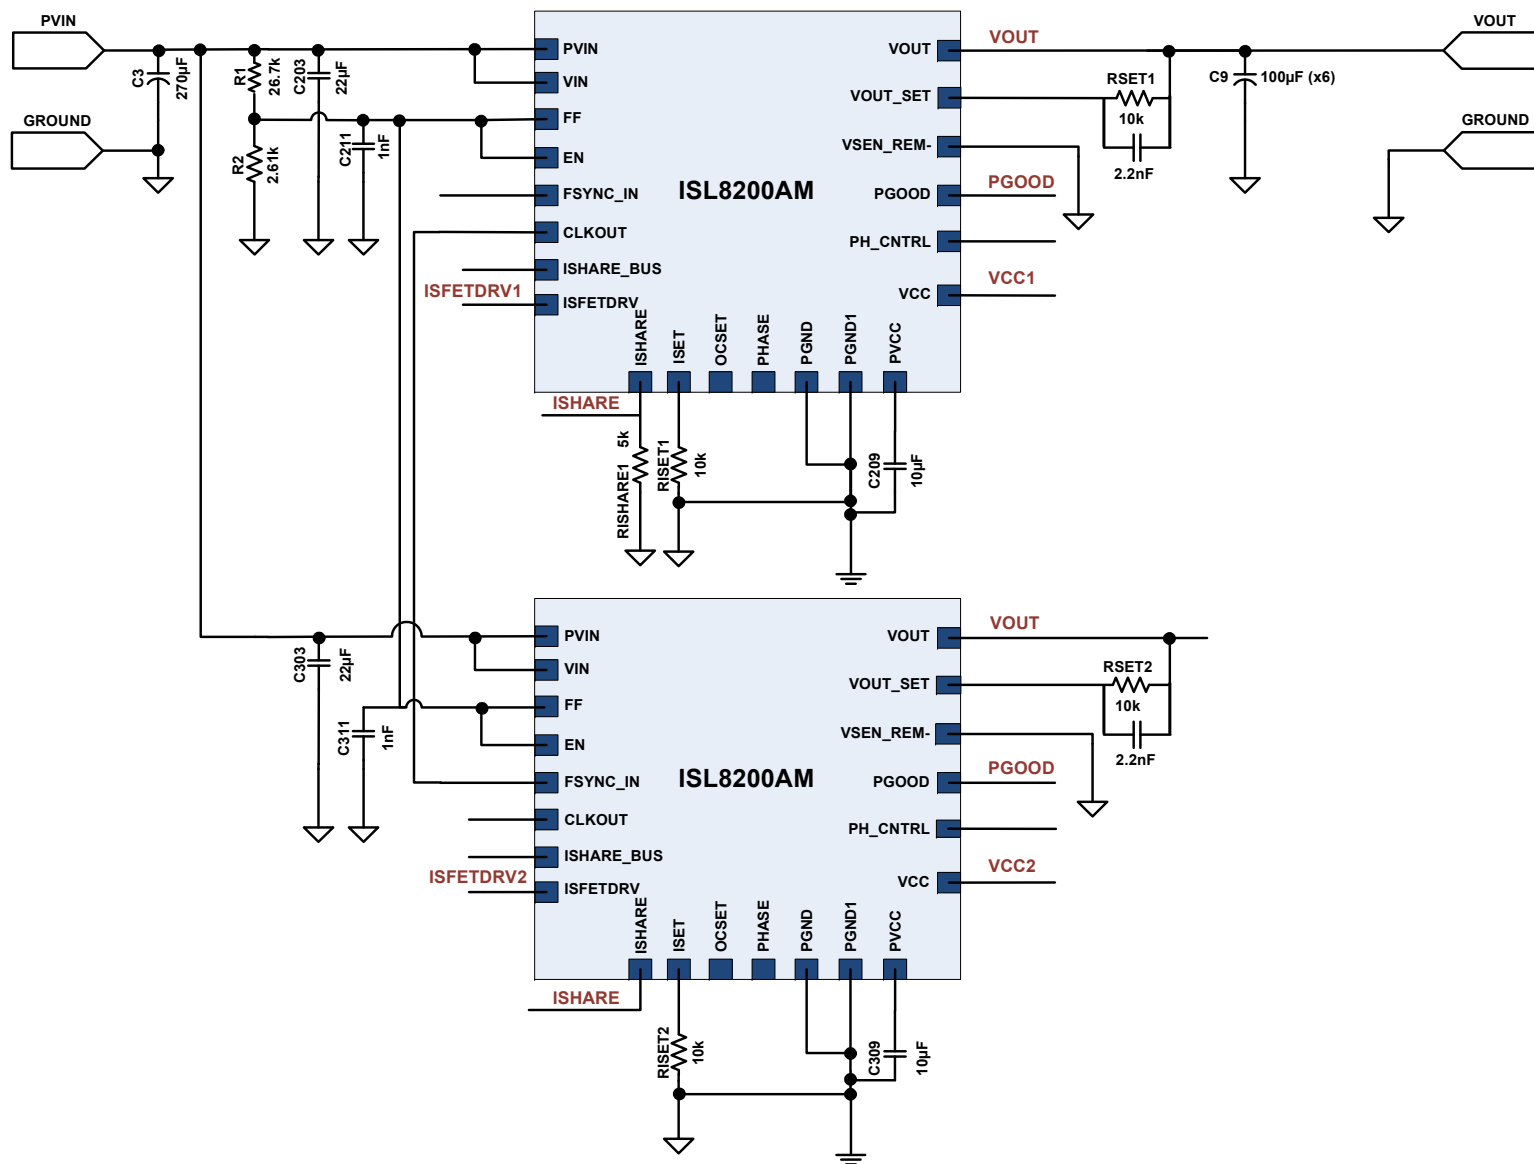 PVIN
GROUND
C3
270µF
R1
26.7k
C203
22µF
R2
2.61k
C211
1nF
PVIN
VIN
FF
EN
FSYNC_IN
CLKOUT
ISHARE_BUS
ISFETDRV
ISFETDRV1
ISL8200AM
VOUT
VOUT_SET
VSEN_REM-
PGOOD
PH_CNTRL
VCC
VOUT
PGOOD
VCC1
RSET1
10k
2.2nF
C9
100µF (x6)
VOUT
GROUND
ISHARE
ISET
OCSET
PHASE
PGND
PGND1
PVCC
ISHARE
RISHARE1
5k
RISET1
10k
C209
10µF
C303
22µF
C311
1nF
PVIN
VIN
FF
EN
FSYNC_IN
CLKOUT
ISHARE_BUS
ISFETDRV
ISFETDRV2
ISL8200AM
VOUT
VOUT_SET
VSEN_REM-
PGOOD
PH_CNTRL
VCC
VOUT
PGOOD
VCC2
RSET2
10k
2.2nF
ISHARE
ISET
OCSET
PHASE
PGND
PGND1
PVCC
ISHARE
RISET2
10k
C309
10µF